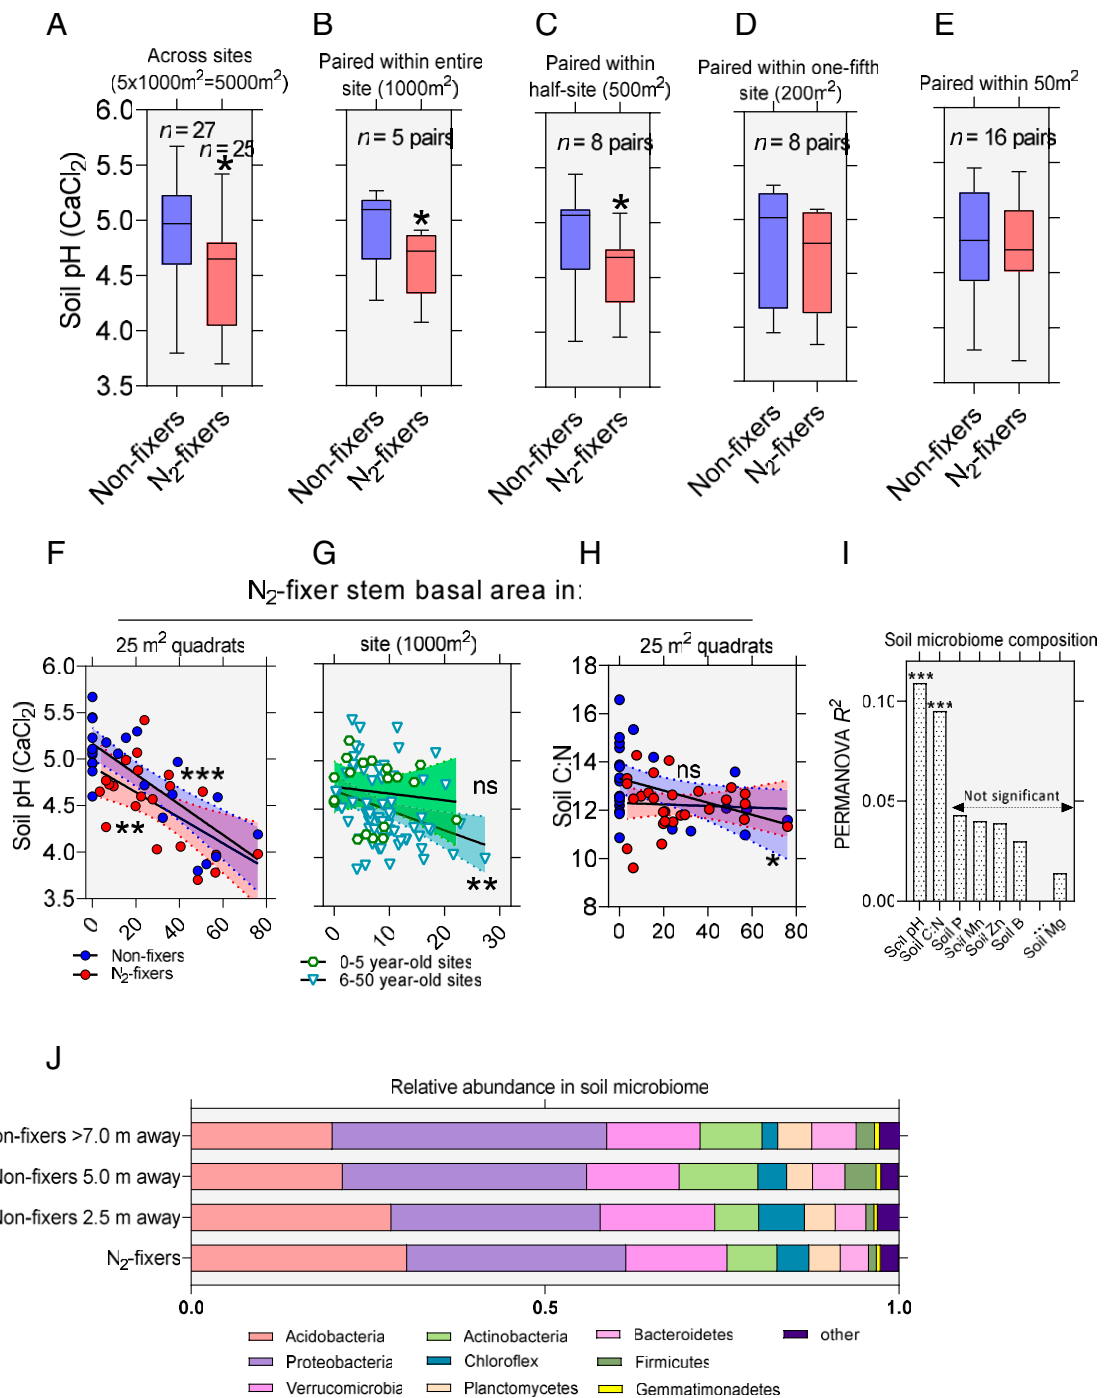 A
B
C
D
E
Across sites
(5x1000m²=5000m²)
Paired within entire
site (1000m²)
Paired within
half-site (500m²)
Paired within one-fifth
site (200m²)
Paired within 50m²
Soil pH (CaCl₂)
6.0
5.5
5.0
4.5
4.0
3.5
n = 27
n = 25
*
n = 5 pairs
*
n = 8 pairs
*
n = 8 pairs
n = 16 pairs
Non-fixers
N₂-fixers
Non-fixers
N₂-fixers
Non-fixers
N₂-fixers
Non-fixers
N₂-fixers
Non-fixers
N₂-fixers
F
G
H
I
N₂-fixer stem basal area in:
25 m² quadrats
site (1000m²)
25 m² quadrats
Soil microbiome composition
Soil pH (CaCl₂)
6.0
5.5
5.0
4.5
4.0
3.5
***
**
0
20
40
60
80
Non-fixers
N₂-fixers
ns
**
0
10
20
30
0-5 year-old sites
6-50 year-old sites
Soil C:N
18
16
14
12
10
8
ns
*
0
20
40
60
80
PERMANOVA R²
0.10
0.05
0.00
***
***
Not significant
Soil pH
Soil C:N
Soil P
Soil Mn
Soil Zn
Soil B
...
Soil Mg
J
Relative abundance in soil microbiome
on-fixers >7.0 m away
Non-fixers 5.0 m away
Non-fixers 2.5 m away
N₂-fixers
0.0
0.5
1.0
Acidobacteria
Actinobacteria
Bacteroidetes
other
Proteobacteria
Chloroflex
Firmicutes
Verrucomicrobia
Planctomycetes
Gemmatimonadetes